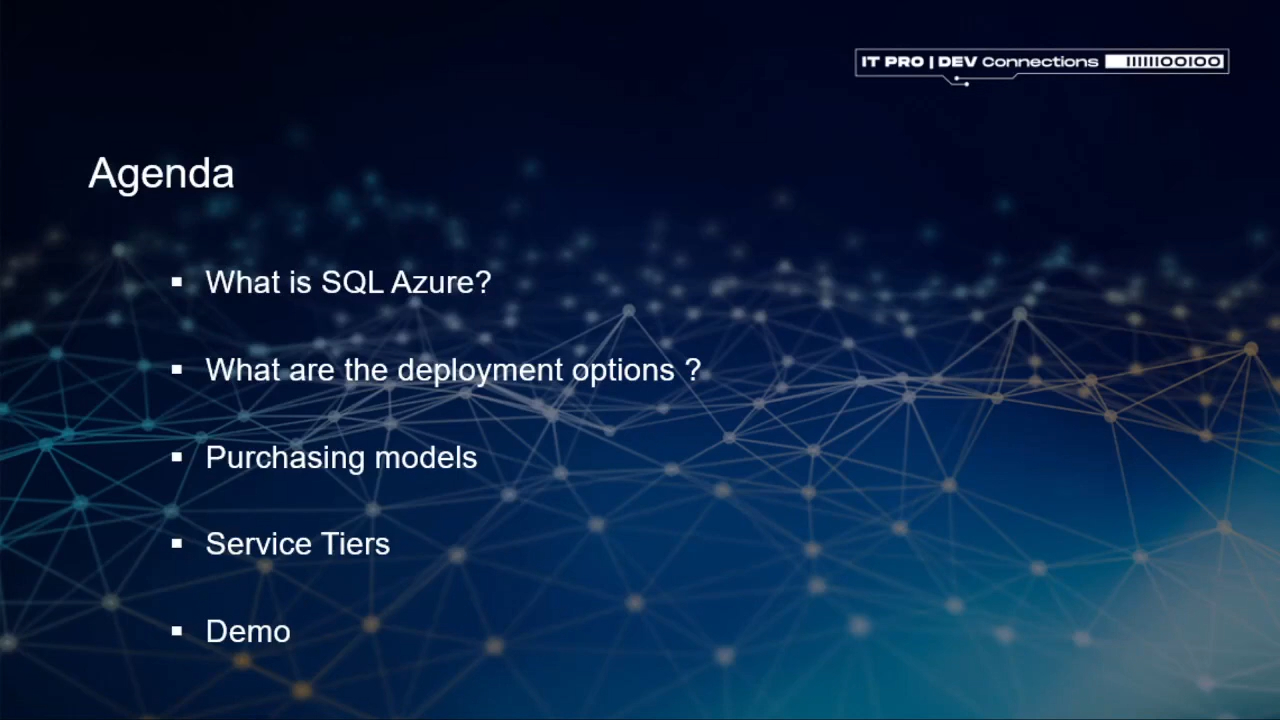 IT PRO | DEV Connections IIIIIIOOIOO
Agenda
▪ What is SQL Azure?
▪ What are the deployment options ?
▪ Purchasing models
▪ Service Tiers
▪ Demo